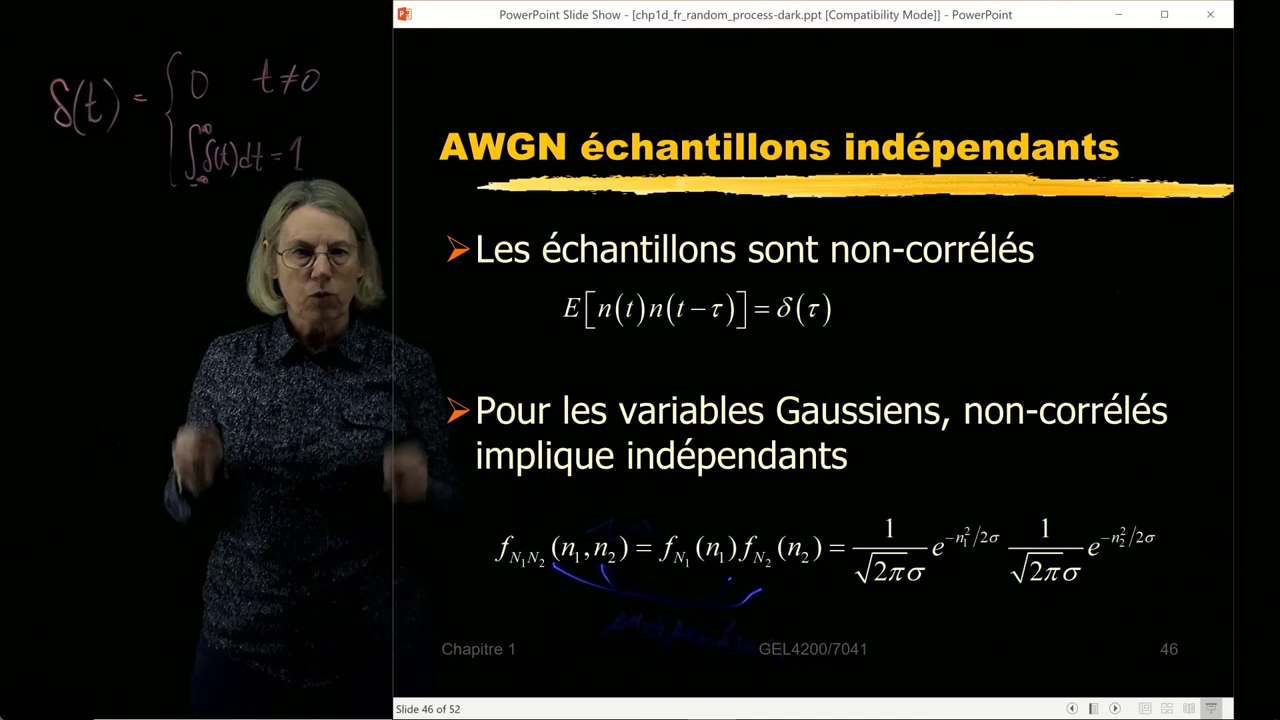 PowerPoint Slide Show - [chp1d_fr_random_process-dark.ppt [Compatibility Mode]] - PowerPoint
δ(t) = { 0 t ≠ 0
∫_{-∞}^{∞} δ(t)dt = 1
AWGN échantillons indépendants
Les échantillons sont non-corrélés
E[n(t)n(t−τ)] = δ(τ)
Pour les variables Gaussiens, non-corrélés
implique indépendants
f_{N₁N₂}(n₁,n₂) = f_{N₁}(n₁) f_{N₂}(n₂) = 1/(√2π σ) e^{−n₁²/2σ} 1/(√2π σ) e^{−n₂²/2σ}
Chapitre 1
GEL4200/7041
46
Slide 46 of 52